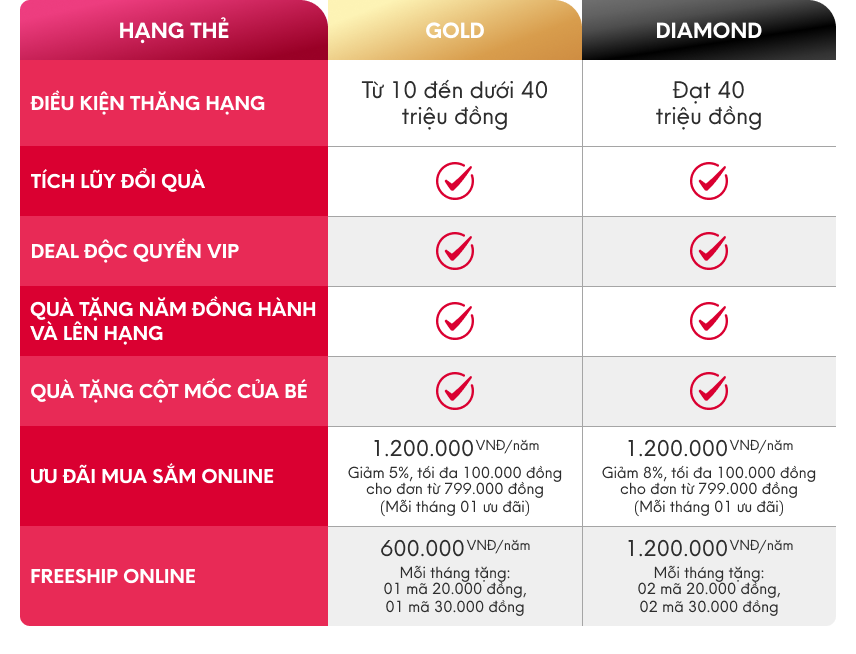 HẠNG THẺ
GOLD
DIAMOND
ĐIỀU KIỆN THĂNG HẠNG
Từ 10 đến dưới 40
triệu đồng
Đạt 40
triệu đồng
TÍCH LŨY ĐỔI QUÀ
DEAL ĐỘC QUYỀN VIP
QUÀ TẶNG NĂM ĐỒNG HÀNH
VÀ LÊN HẠNG
QUÀ TẶNG CỘT MỐC CỦA BÉ
ƯU ĐÃI MUA SẮM ONLINE
1.200.000 VNĐ/năm
Giảm 5%, tối đa 100.000 đồng
cho đơn từ 799.000 đồng
(Mỗi tháng 01 ưu đãi)
1.200.000 VNĐ/năm
Giảm 8%, tối đa 100.000 đồng
cho đơn từ 799.000 đồng
(Mỗi tháng 01 ưu đãi)
FREESHIP ONLINE
600.000 VNĐ/năm
Mỗi tháng tặng:
01 mã 20.000 đồng,
01 mã 30.000 đồng
1.200.000 VNĐ/năm
Mỗi tháng tặng:
02 mã 20.000 đồng,
02 mã 30.000 đồng